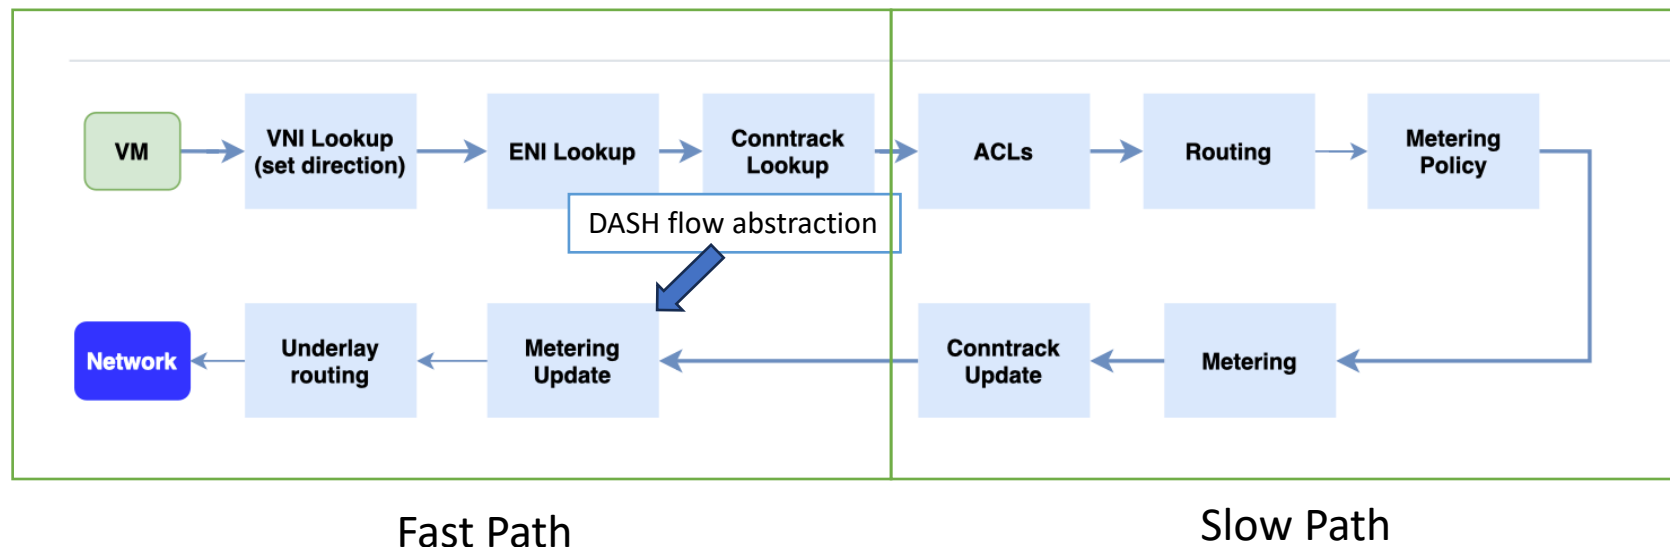 VM
VNI Lookup
(set direction)
ENI Lookup
Conntrack
Lookup
ACLs
Routing
Metering
Policy
DASH flow abstraction
Network
Underlay
routing
Metering
Update
Conntrack
Update
Metering
Fast Path
Slow Path